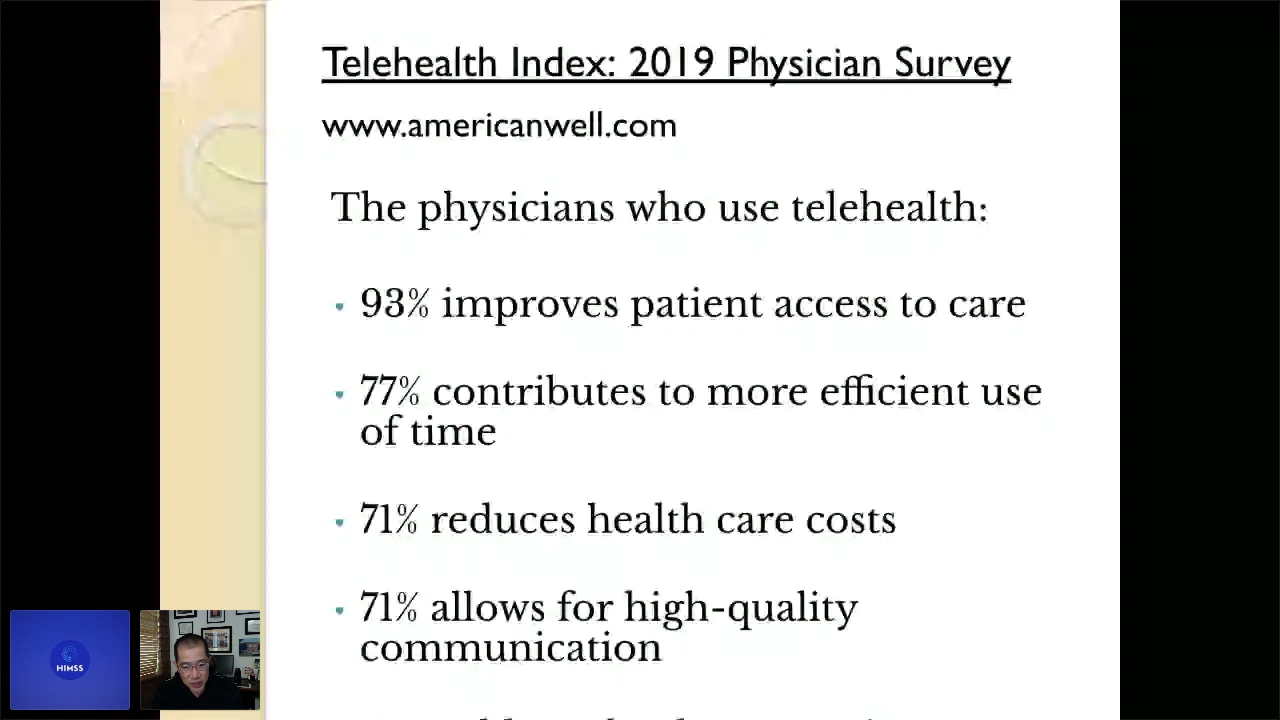 Telehealth Index: 2019 Physician Survey
www.americanwell.com
The physicians who use telehealth:
93% improves patient access to care
77% contributes to more efficient use
of time
71% reduces health care costs
71% allows for high-quality
communication
HIMSS